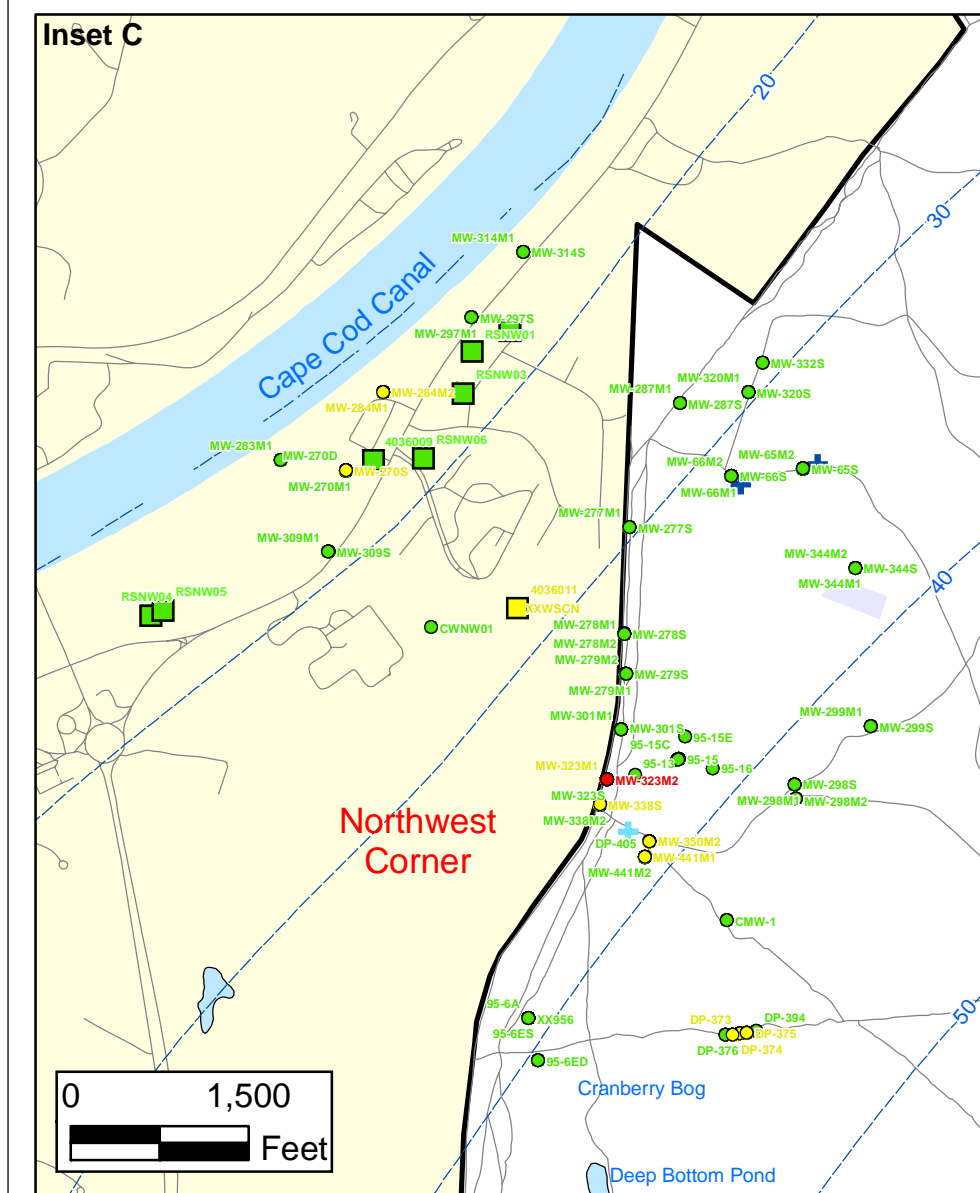 Inset C
20
30
Cape Cod Canal
MW-314M1
MW-314S
MW-297S
MW-297M1
RSNW01
RSNW03
MW-332S
MW-320M1
MW-320S
MW-287M1
MW-287S
MW-284M2
MW-284M1
MW-283M1
MW-270D
4036009
RSNW06
MW-270S
MW-270M1
MW-65M2
MW-65S
MW-66M2
MW-66S
MW-66M1
MW-277M1
MW-277S
MW-309M1
MW-309S
MW-344M2
MW-344S
MW-344M1
40
RSNW04
RSNW05
4036011
XXWSCN
CWNW01
MW-278M1
MW-278S
MW-278M2
MW-279M2
MW-279S
MW-279M1
MW-301M1
MW-301S
MW-299M1
MW-299S
95-15E
95-15C
95-15
95-13
95-16
MW-323M1
MW-323M2
MW-323S
MW-298S
MW-298M1
MW-298M2
MW-338S
MW-338M2
Northwest
Corner
DP-405
MW-350M2
MW-441M1
MW-441M2
CMW-1
50
95-6A
XX956
95-6ES
95-6ED
DP-373
DP-394
DP-375
DP-376
DP-374
Cranberry Bog
Deep Bottom Pond
0
1,500
Feet